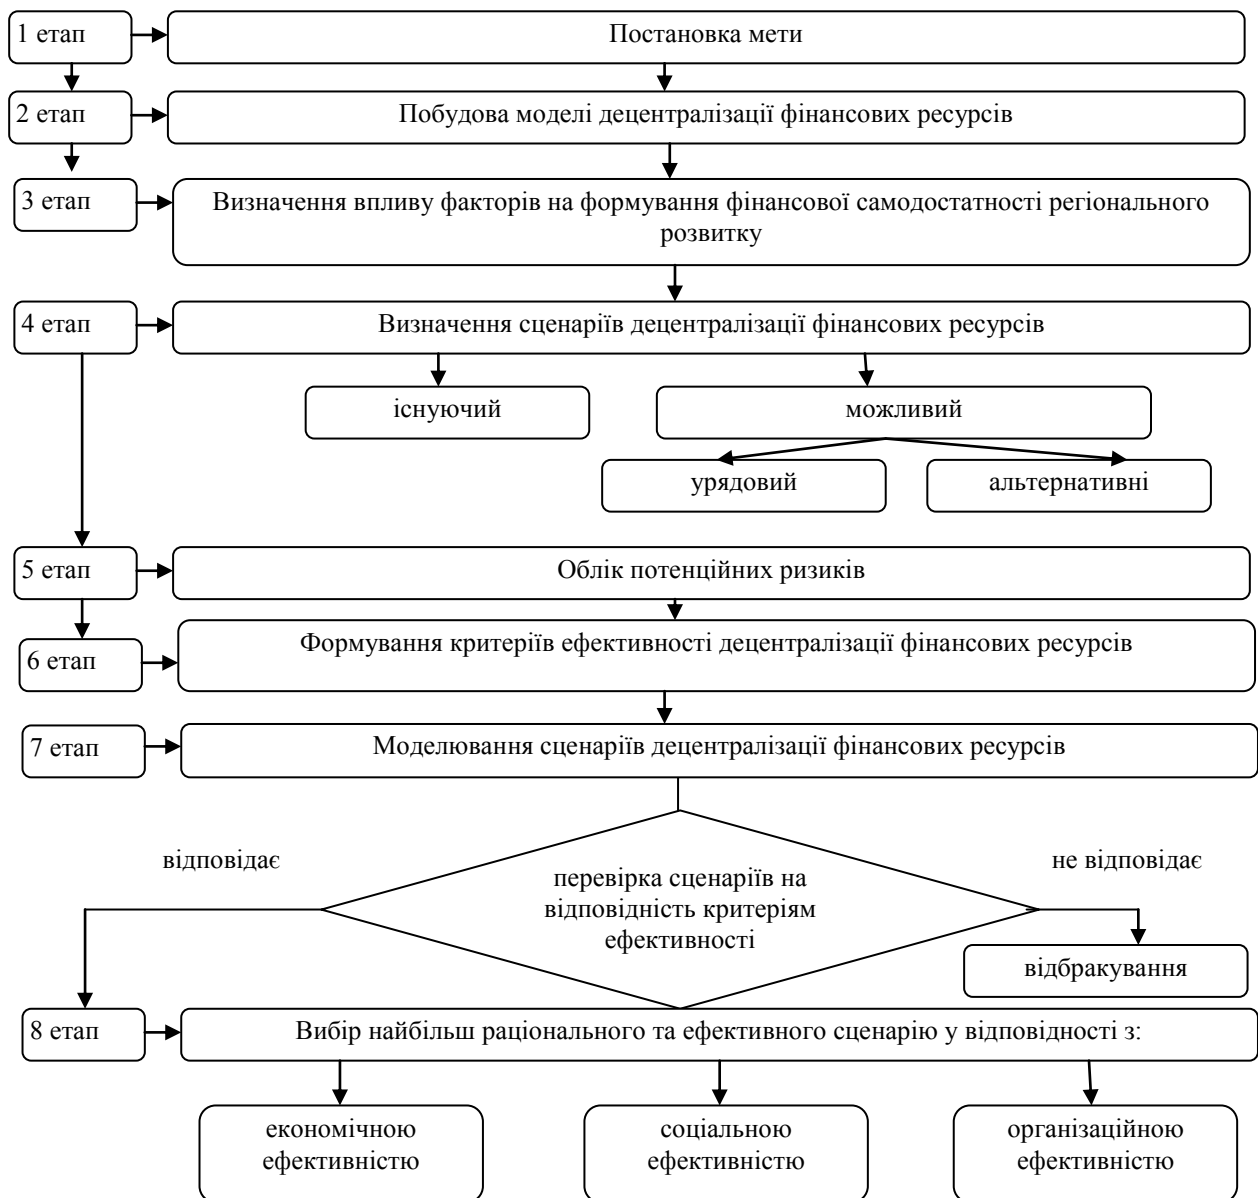 1 етап
Постановка мети
2 етап
Побудова моделі децентралізації фінансових ресурсів
3 етап
Визначення впливу факторів на формування фінансової самодостатності регіонального
розвитку
4 етап
Визначення сценаріїв децентралізації фінансових ресурсів
існуючий
можливий
урядовий
альтернативні
5 етап
Облік потенційних ризиків
6 етап
Формування критеріїв ефективності децентралізації фінансових ресурсів
7 етап
Моделювання сценаріїв децентралізації фінансових ресурсів
відповідає
не відповідає
перевірка сценаріїв на
відповідність критеріям
ефективності
відбракування
8 етап
Вибір найбільш раціонального та ефективного сценарію у відповідності з:
економічною
ефективністю
соціальною
ефективністю
організаційною
ефективністю